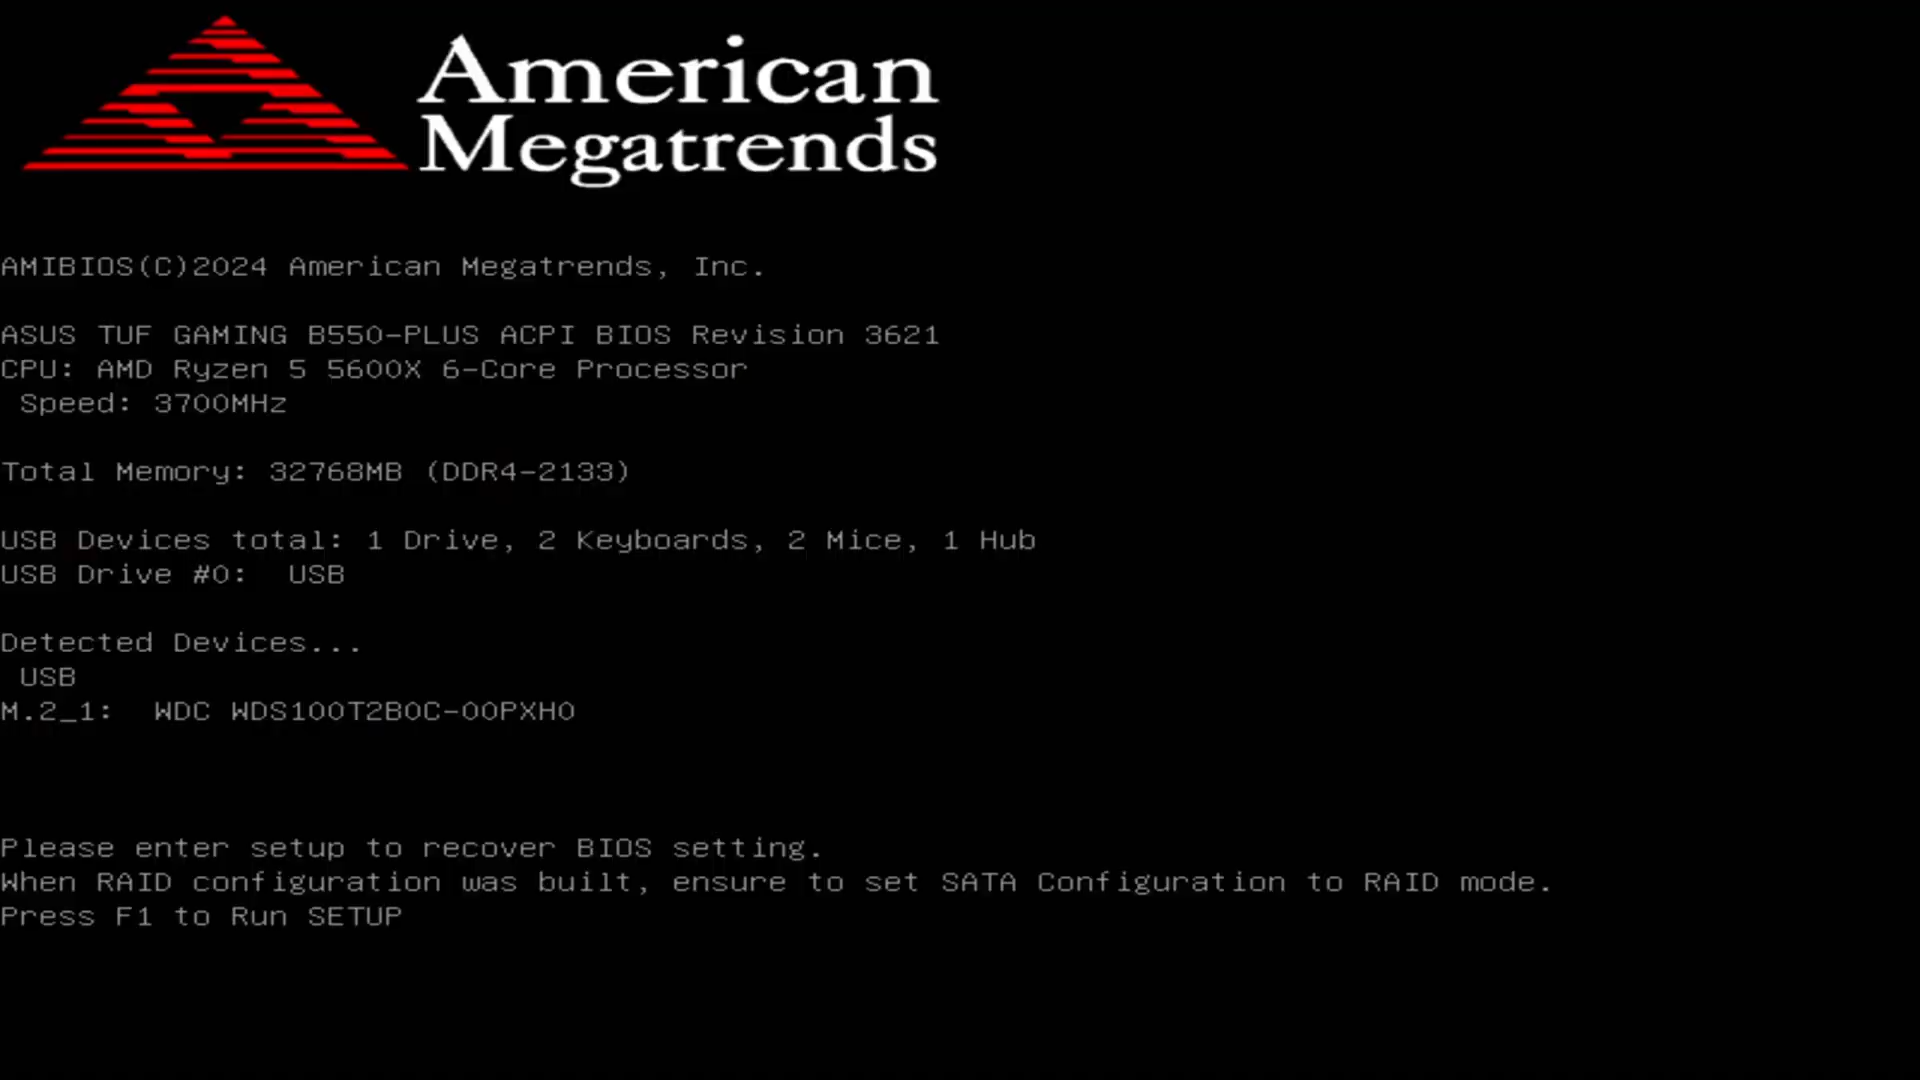 American
Megatrends
AMIBIOS(C)2024 American Megatrends, Inc.
ASUS TUF GAMING B550-PLUS ACPI BIOS Revision 3621
CPU: AMD Ryzen 5 5600X 6-Core Processor
Speed: 3700MHz
Total Memory: 32768MB (DDR4-2133)
USB Devices total: 1 Drive, 2 Keyboards, 2 Mice, 1 Hub
USB Drive #0: USB
Detected Devices...
USB
M.2_1: WDC WDS100T2B0C-00PXH0
Please enter setup to recover BIOS setting.
When RAID configuration was built, ensure to set SATA Configuration to RAID mode.
Press F1 to Run SETUP